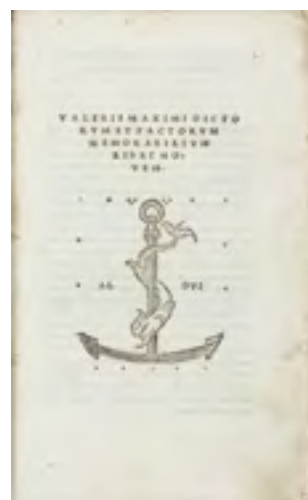 VALERII MAXIMI DICTO
RVM ET FACTORVM
MEMORABILIVM
LIBRI NO:
VEM.
AL DVS